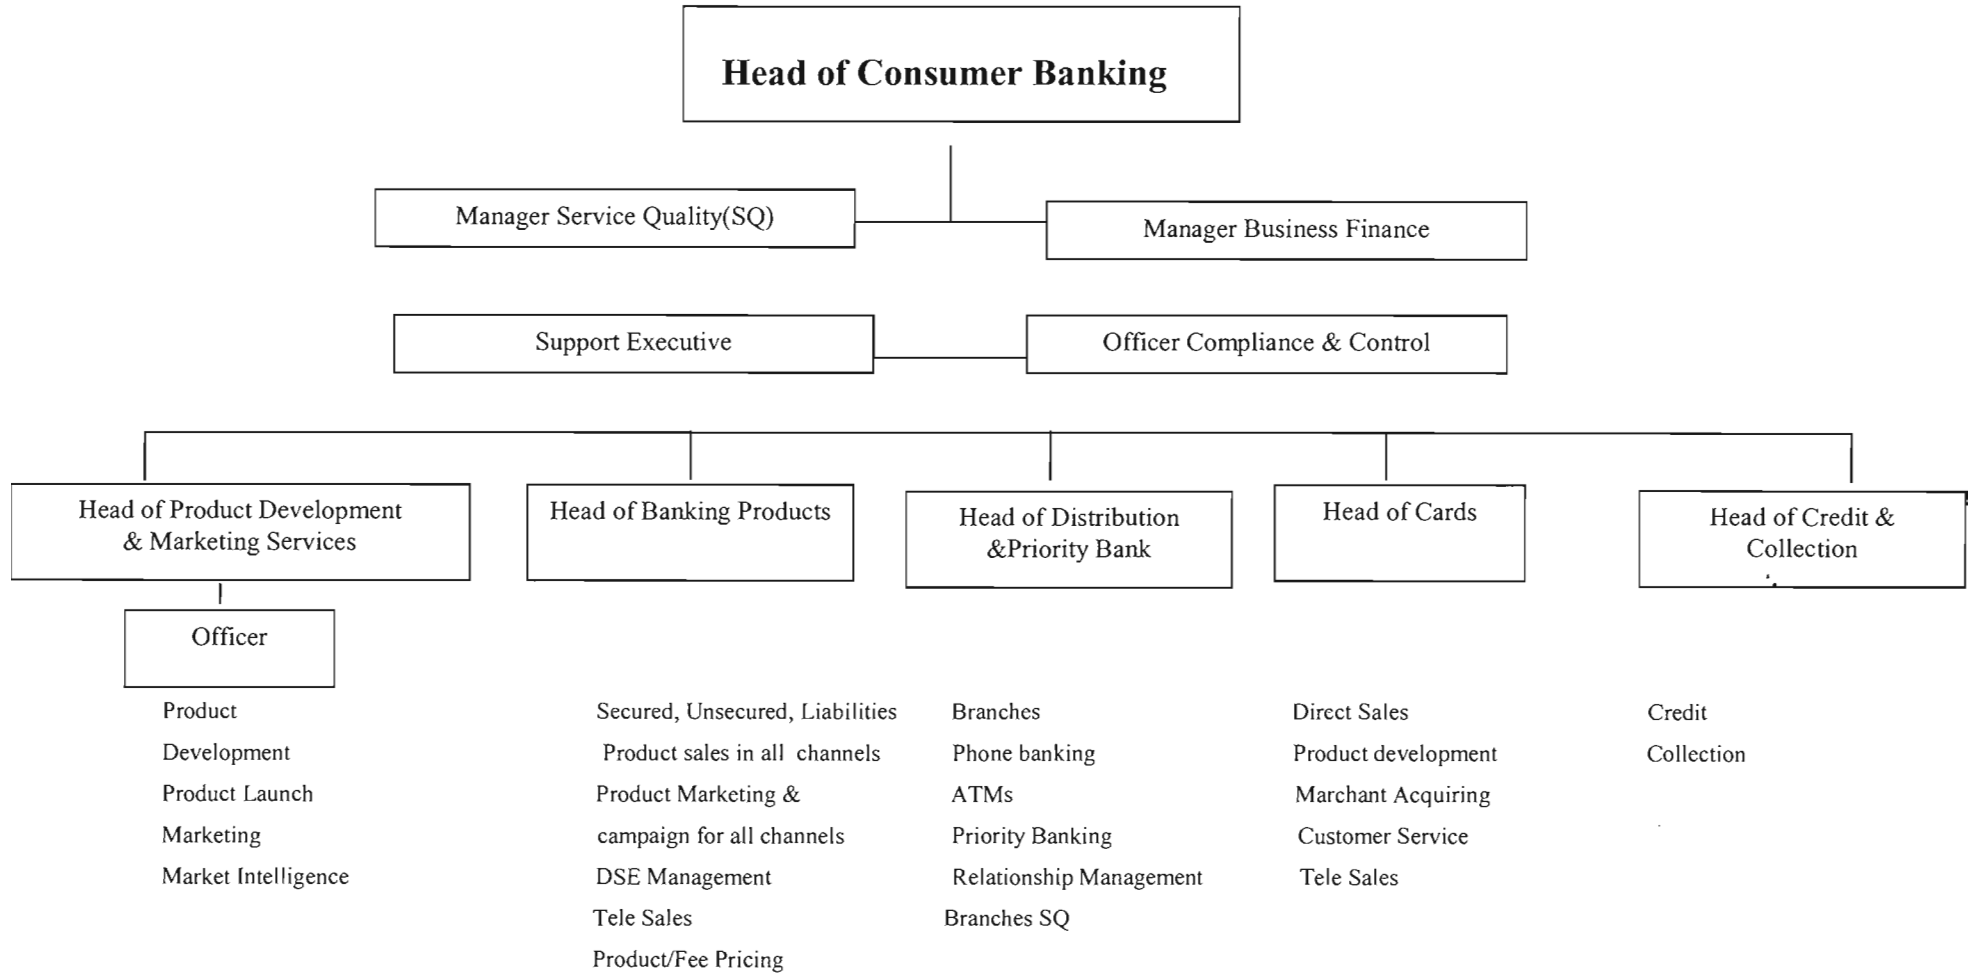 Head of Consumer Banking
Manager Service Quality(SQ)
Manager Business Finance
Support Executive
Officer Compliance & Control
Head of Product Development
& Marketing Services
Head of Banking Products
Head of Distribution
&Priority Bank
Head of Cards
Head of Credit &
Collection
Officer
Product
Development
Product Launch
Marketing
Market Intelligence
Secured, Unsecured, Liabilities
Product sales in all channels
Product Marketing &
campaign for all channels
DSE Management
Tele Sales
Product/Fee Pricing
Branches
Phone banking
ATMs
Priority Banking
Relationship Management
Branches SQ
Direct Sales
Product development
Marchant Acquiring
Customer Service
Tele Sales
Credit
Collection